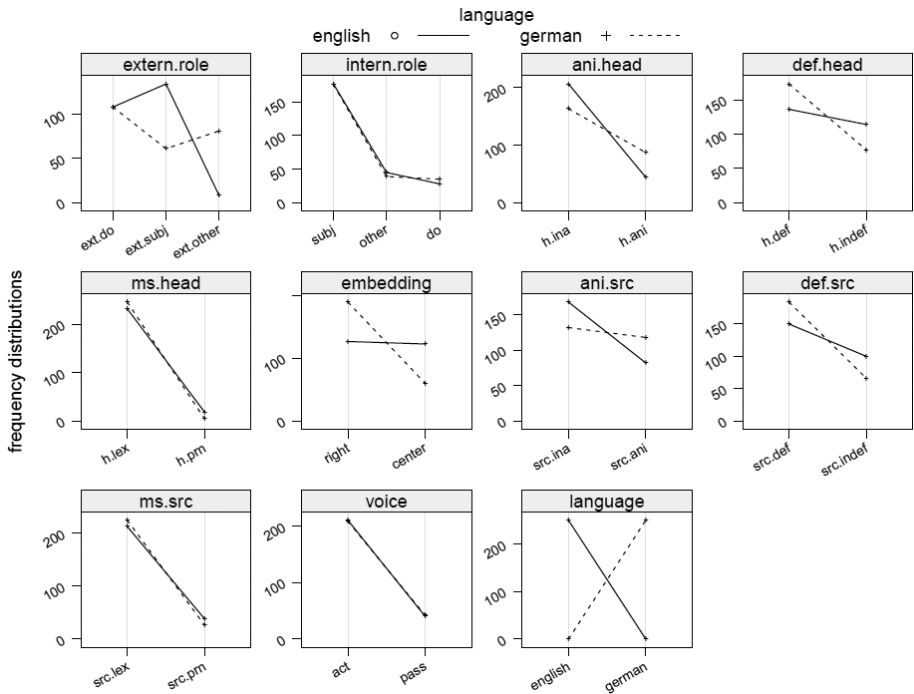 language
english
german
extern.role
intern.role
ani.head
def.head
100
50
0
ext.do
ext.subj
ext.other
150
100
50
0
subj
other
do
200
100
0
h.ina
h.ani
150
100
50
0
h.def
h.indef
frequency distributions
ms.head
embedding
ani.src
def.src
200
100
0
h.lex
h.prn
100
0
right
center
150
100
50
0
src.ina
src.ani
150
100
50
0
src.def
src.indef
ms.src
voice
language
200
100
0
src.lex
src.prn
200
100
0
act
pass
200
100
0
english
german